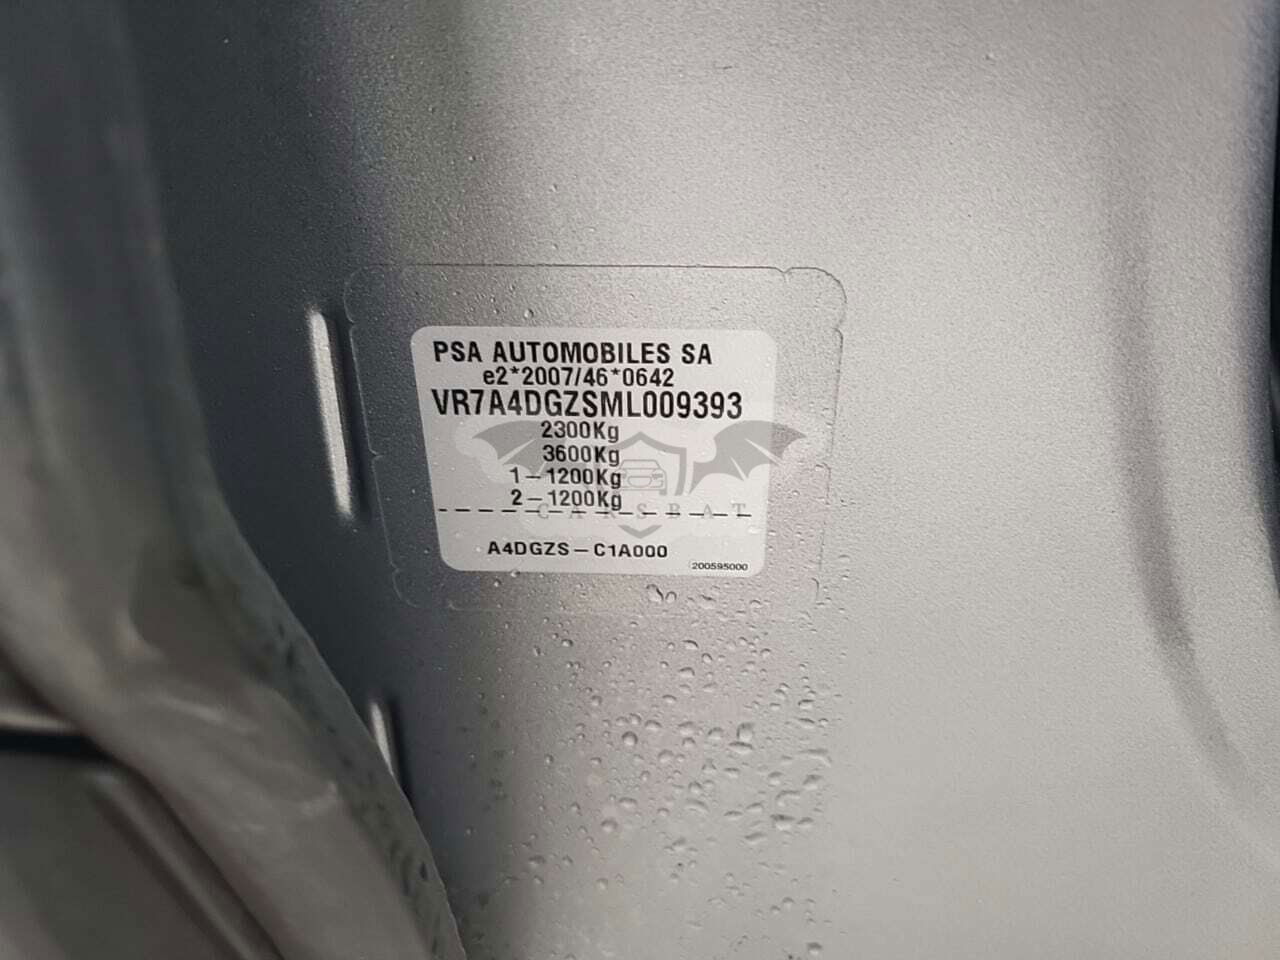 PSA AUTOMOBILES SA
e2*2007/46*0642
VR7A4DGZSML009393
2300Kg
3600Kg
1-1200Kg
2-1200Kg
CARSBAT
A4DGZS-C1A000
200595000